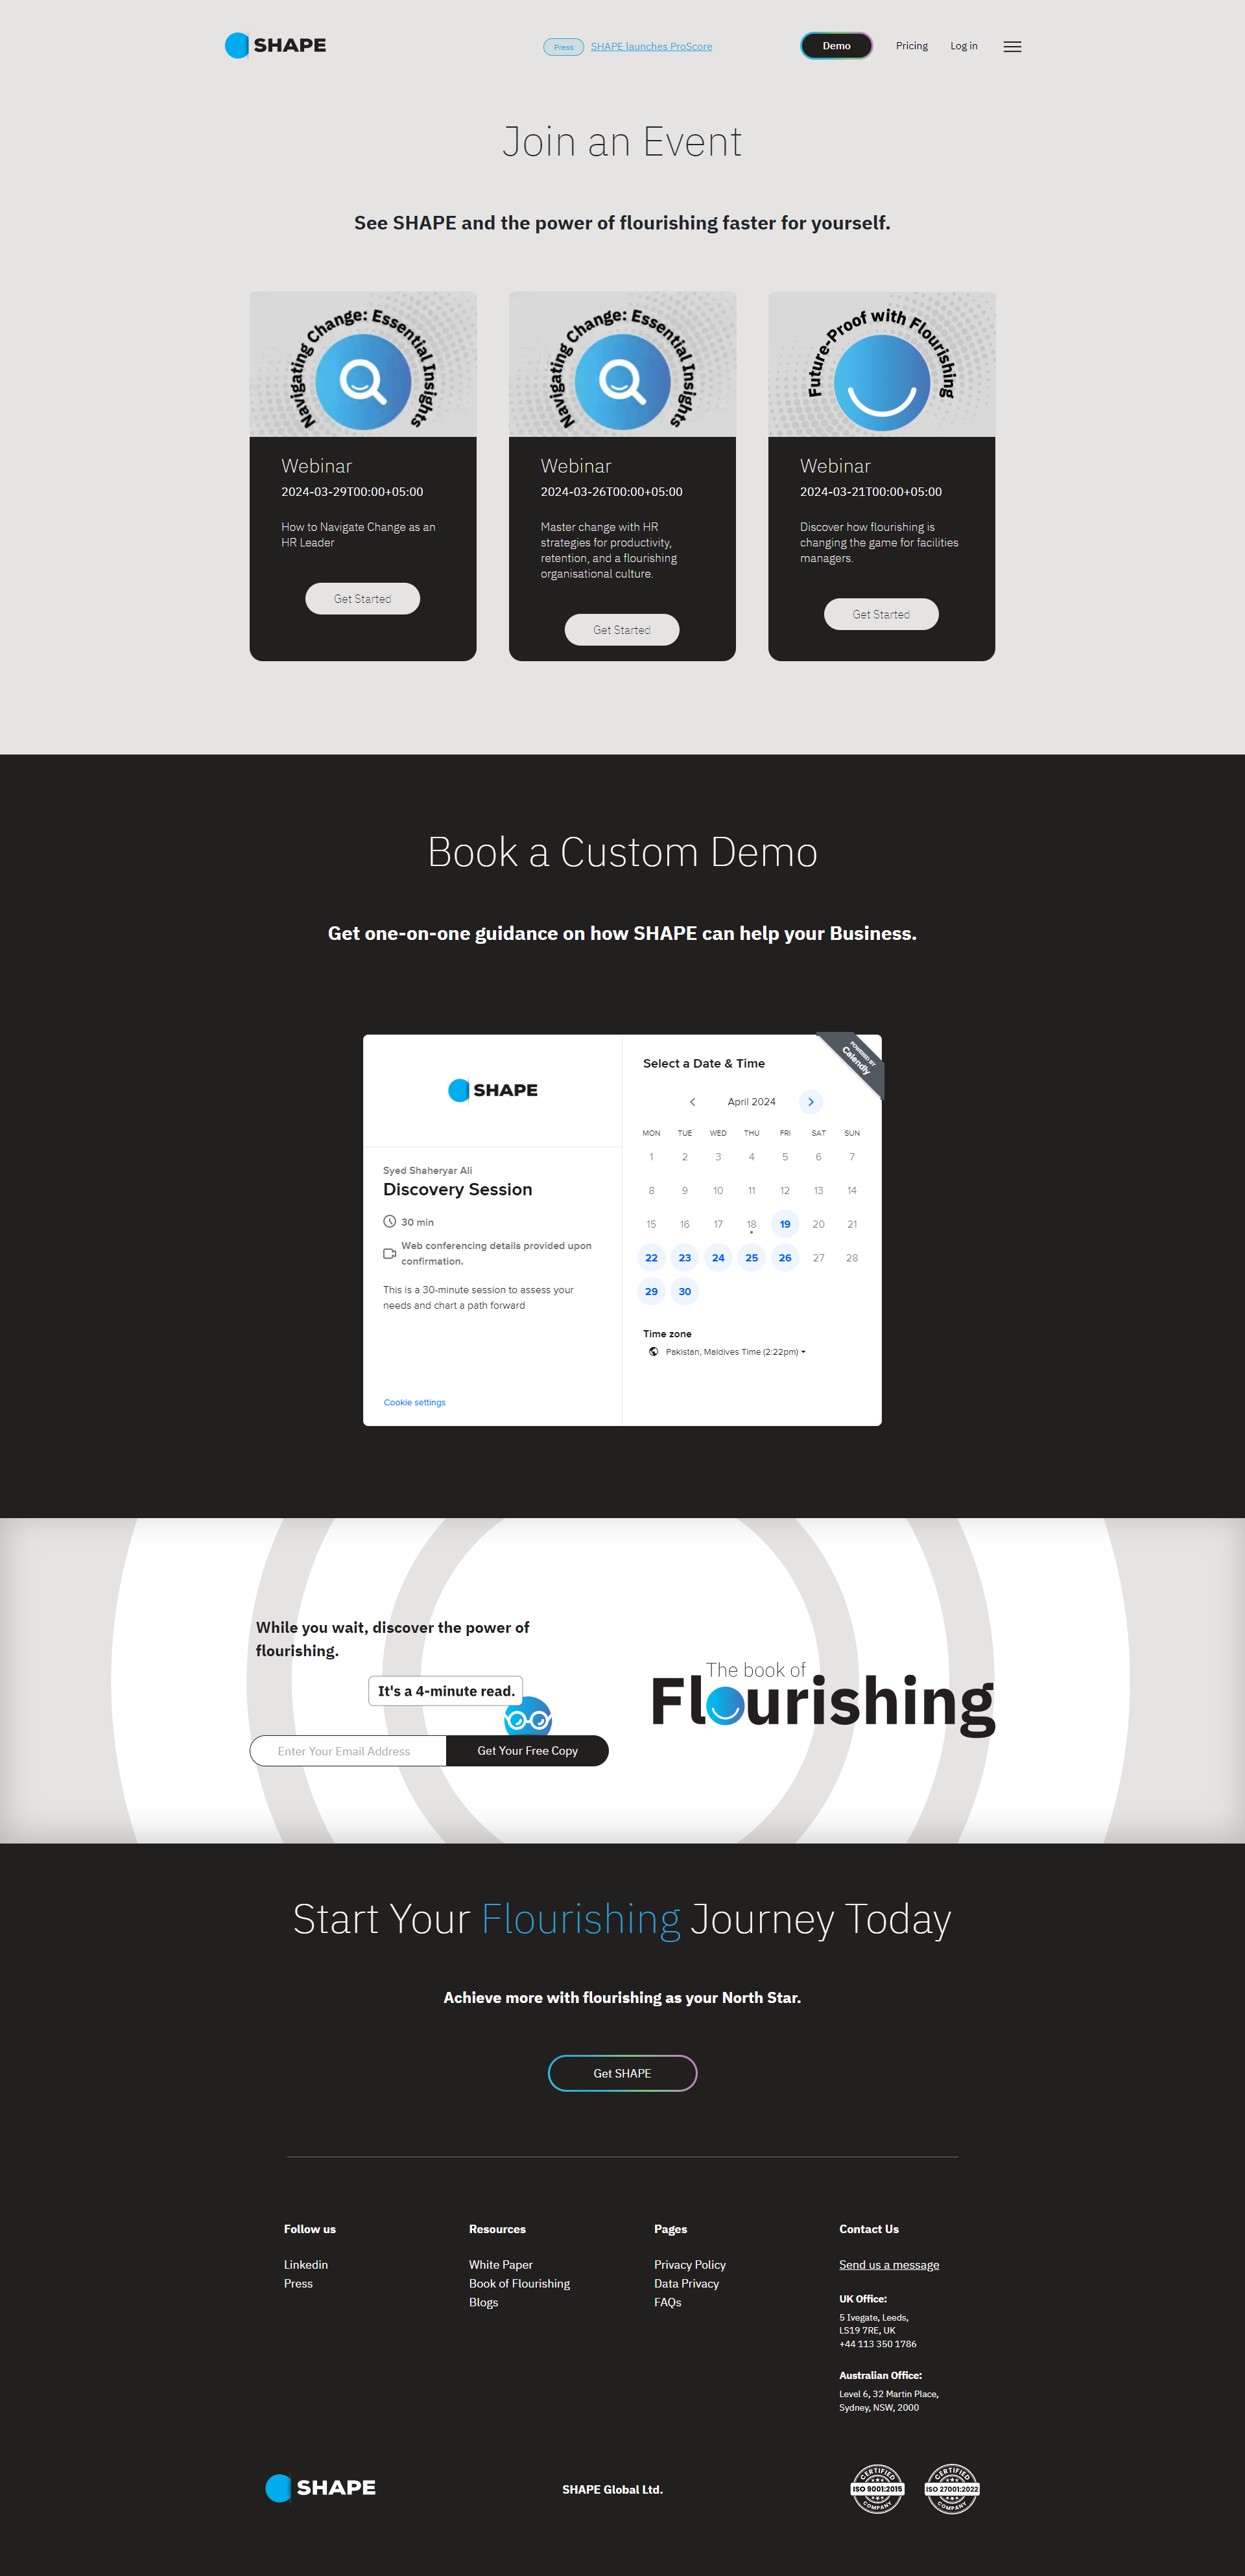 SHAPE
Press
SHAPE launches ProScore
Demo
Pricing
Log in
Join an Event
See SHAPE and the power of flourishing faster for yourself.
Navigating Change: Essential Insights
Webinar
2024-03-29T00:00+05:00
How to Navigate Change as an
HR Leader
Get Started
Navigating Change: Essential Insights
Webinar
2024-03-26T00:00+05:00
Master change with HR
strategies for productivity,
retention, and a flourishing
organisational culture.
Get Started
Future-Proof with Flourishing
Webinar
2024-03-21T00:00+05:00
Discover how flourishing is
changing the game for facilities
managers.
Get Started
Book a Custom Demo
Get one-on-one guidance on how SHAPE can help your Business.
SHAPE
Syed Shaheryar Ali
Discovery Session
30 min
Web conferencing details provided upon
confirmation.
This is a 30-minute session to assess your
needs and chart a path forward
Cookie settings
POWERED BY
Calendly
Select a Date & Time
April 2024
MON TUE WED THU FRI SAT SUN
1 2 3 4 5 6 7
8 9 10 11 12 13 14
15 16 17 18 19 20 21
22 23 24 25 26 27 28
29 30
Time zone
Pakistan, Maldives Time (2:22pm)
While you wait, discover the power of
flourishing.
It's a 4-minute read.
Enter Your Email Address
Get Your Free Copy
The book of
Flourishing
Start Your Flourishing Journey Today
Achieve more with flourishing as your North Star.
Get SHAPE
Follow us
Linkedin
Press
Resources
White Paper
Book of Flourishing
Blogs
Pages
Privacy Policy
Data Privacy
FAQs
Contact Us
Send us a message
UK Office:
5 Ivegate, Leeds,
LS19 7RE, UK
+44 113 350 1786
Australian Office:
Level 6, 32 Martin Place,
Sydney, NSW, 2000
SHAPE
SHAPE Global Ltd.
CERTIFIED
ISO 9001:2015
COMPANY
CERTIFIED
ISO 27001:2022
COMPANY